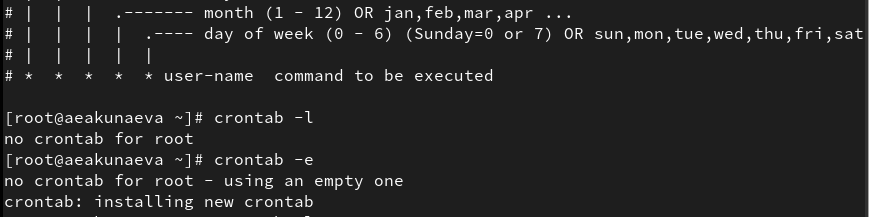 # |  |  |  .------- month (1 - 12) OR jan,feb,mar,apr ...
# |  |  |  |  .---- day of week (0 - 6) (Sunday=0 or 7) OR sun,mon,tue,wed,thu,fri,sat
# |  |  |  |  |
# *  *  *  *  * user-name  command to be executed
[root@aeakunaeva ~]# crontab -l
no crontab for root
[root@aeakunaeva ~]# crontab -e
no crontab for root - using an empty one
crontab: installing new crontab